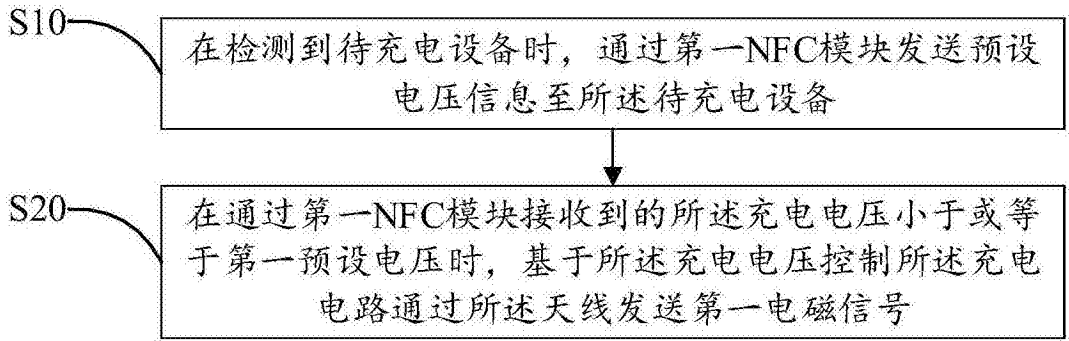 S10
在检测到待充电设备时，通过第一NFC模块发送预设
电压信息至所述待充电设备
S20
在通过第一NFC模块接收到的所述充电电压小于或等
于第一预设电压时，基于所述充电电压控制所述充电
电路通过所述天线发送第一电磁信号